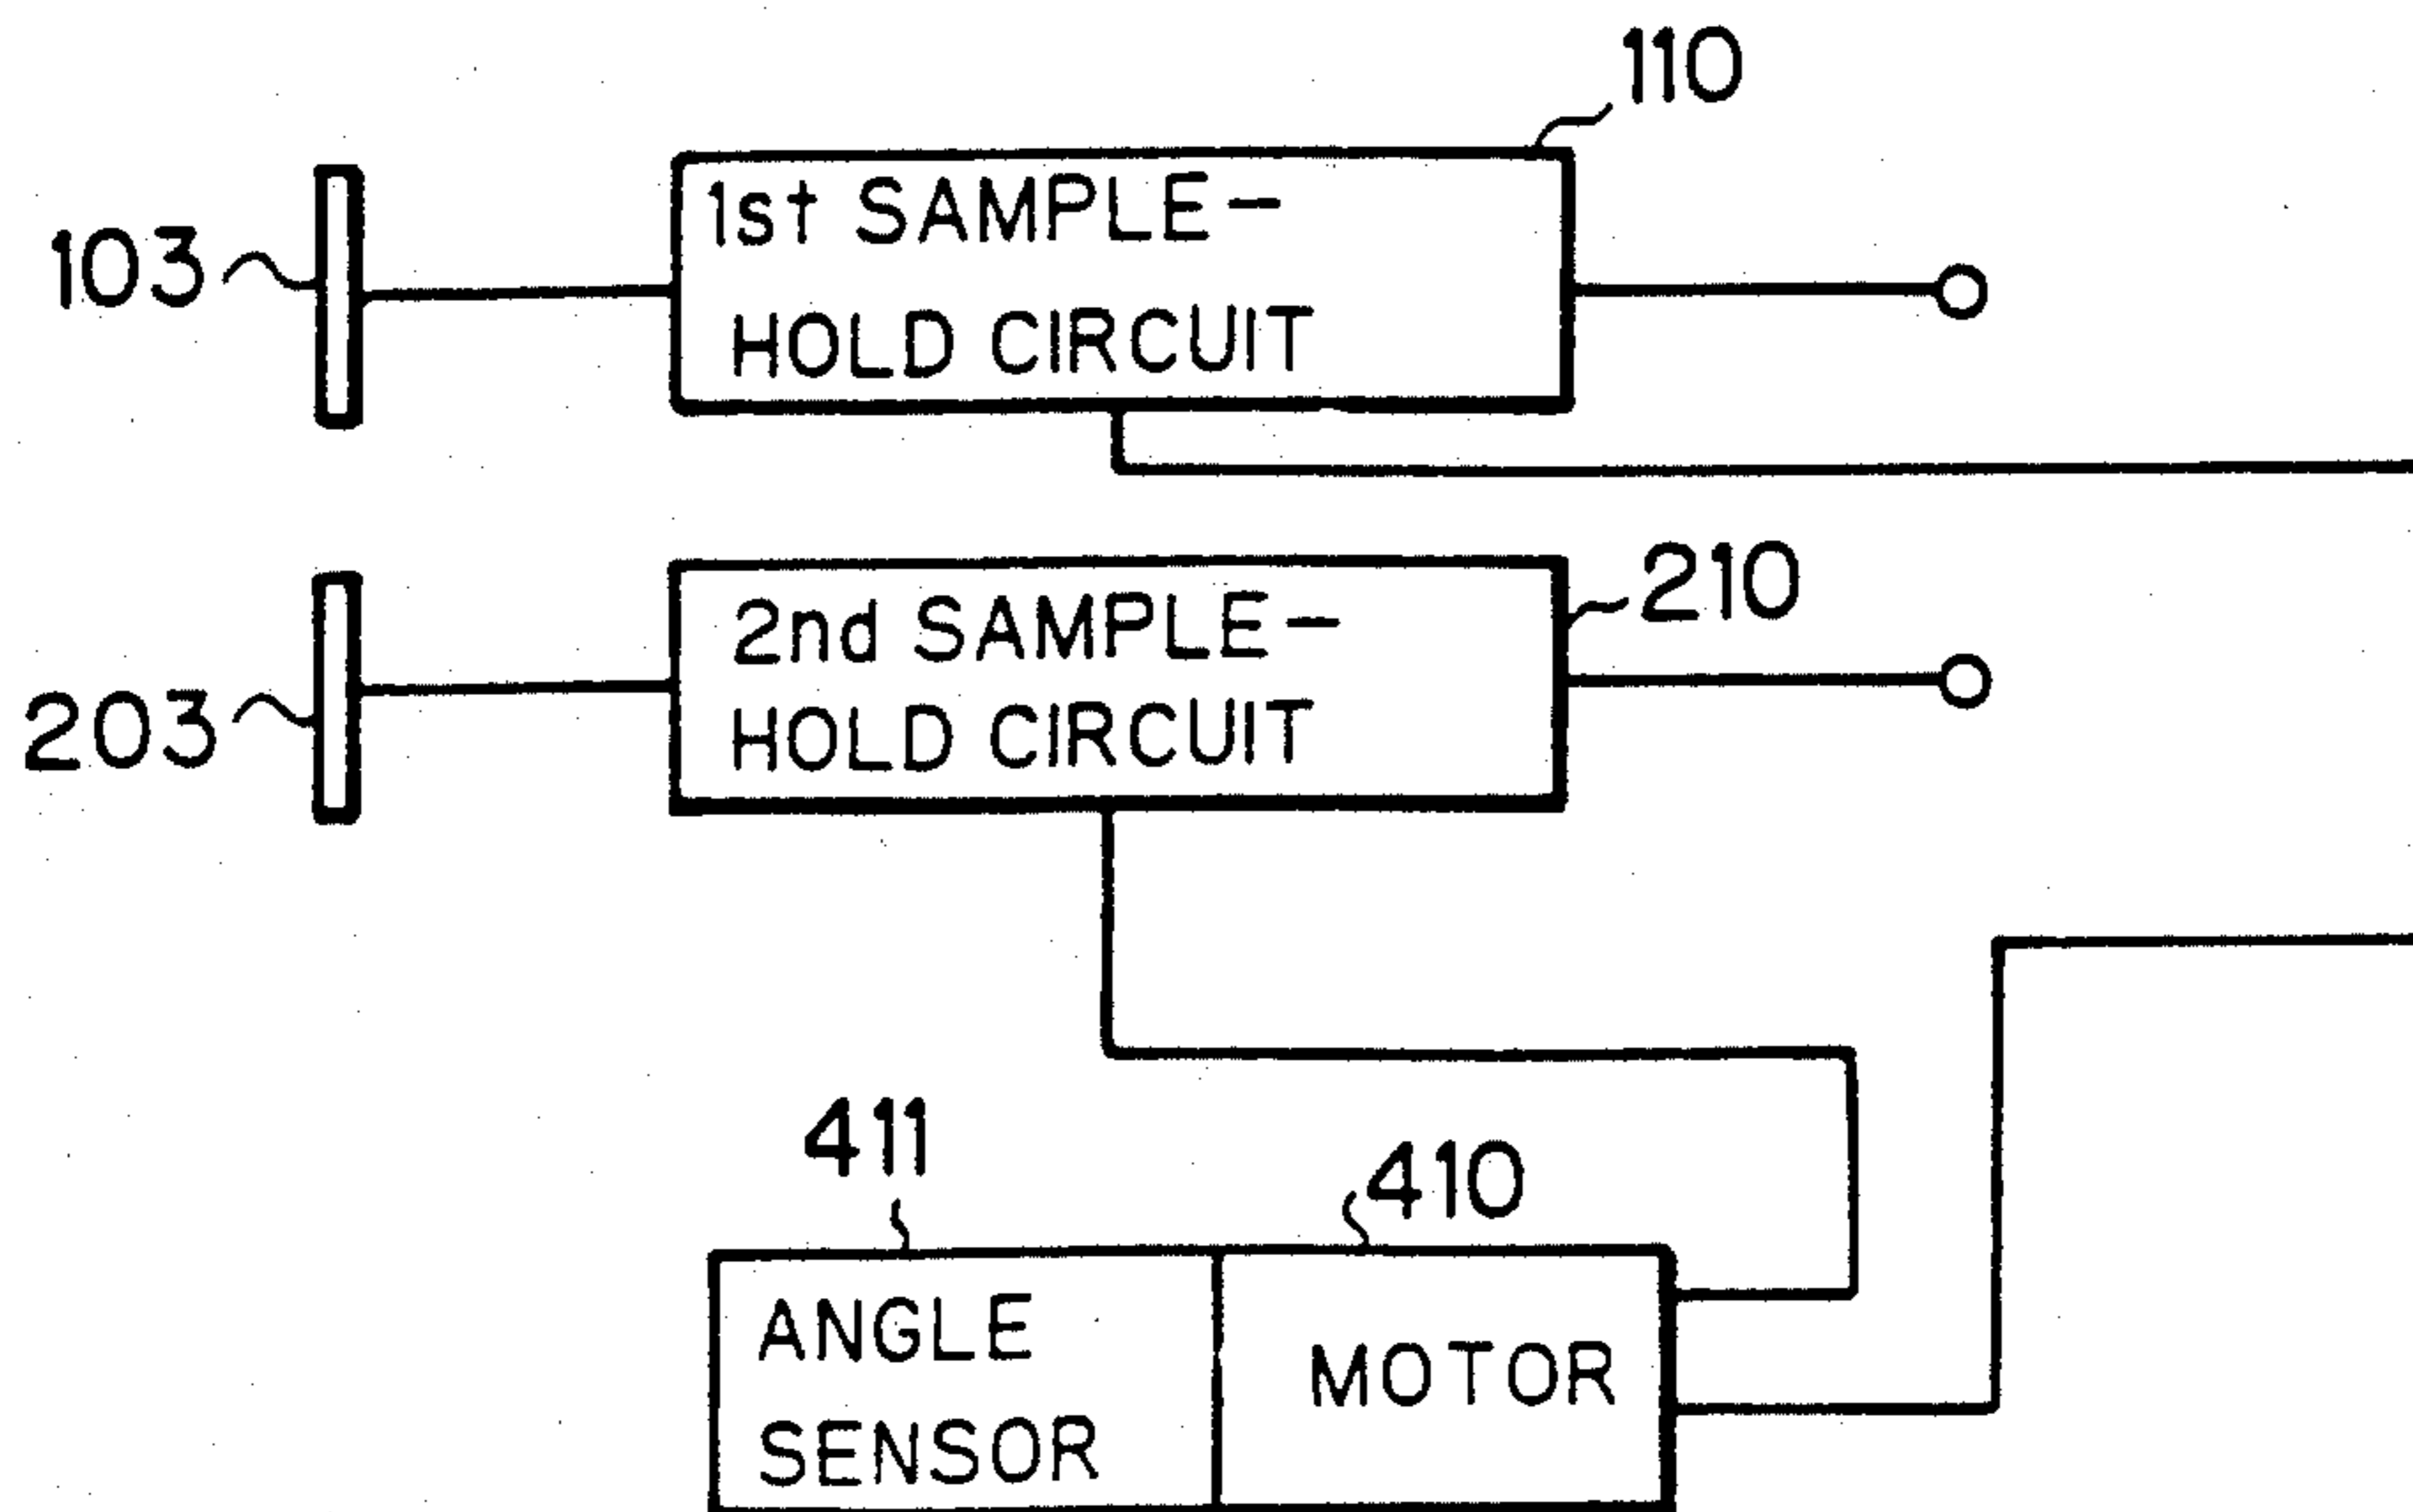 110
1st SAMPLE-
HOLD CIRCUIT
103
210
2nd SAMPLE-
HOLD CIRCUIT
203
411
410
ANGLE
SENSOR
MOTOR